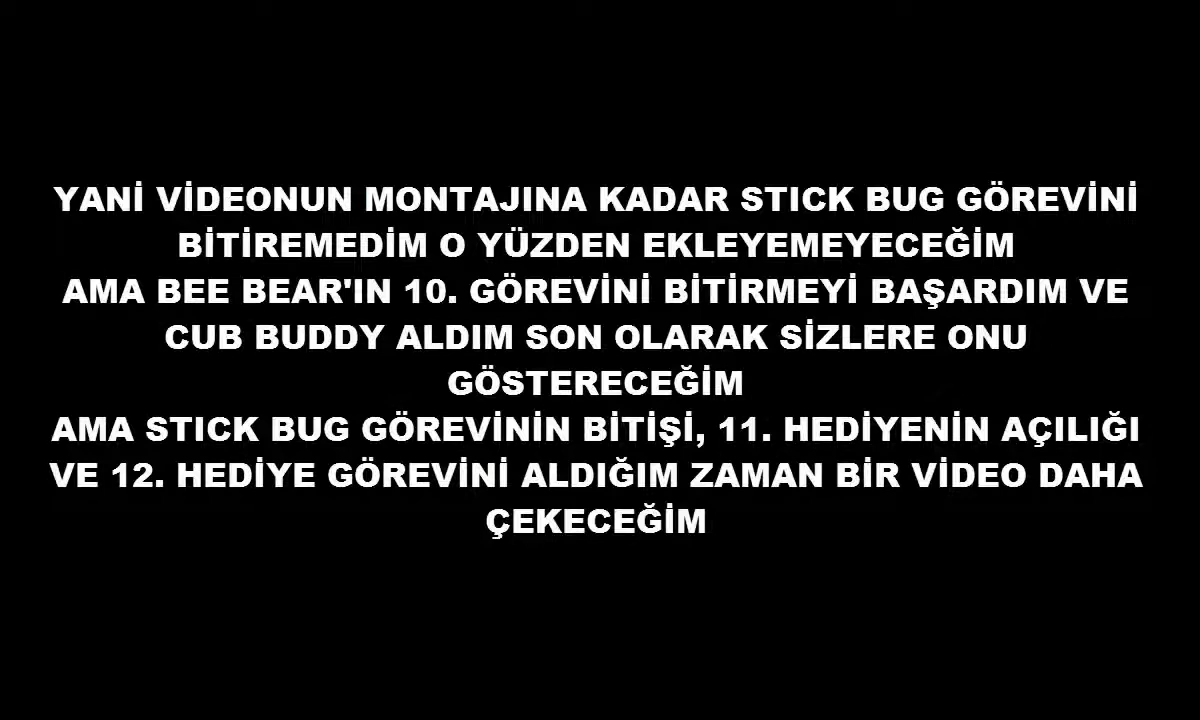 YANİ VİDEONUN MONTAJINA KADAR STICK BUG GÖREVİNİ
BİTİREMEDİM O YÜZDEN EKLEYEMEYECEĞİM
AMA BEE BEAR'IN 10. GÖREVİNİ BİTİRMEYİ BAŞARDIM VE
CUB BUDDY ALDIM SON OLARAK SİZLERE ONU
GÖSTERECEĞİM
AMA STICK BUG GÖREVİNİN BİTİŞİ, 11. HEDİYENİN AÇILIĞI
VE 12. HEDİYE GÖREVİNİ ALDIĞIM ZAMAN BİR VİDEO DAHA
ÇEKECEĞİM